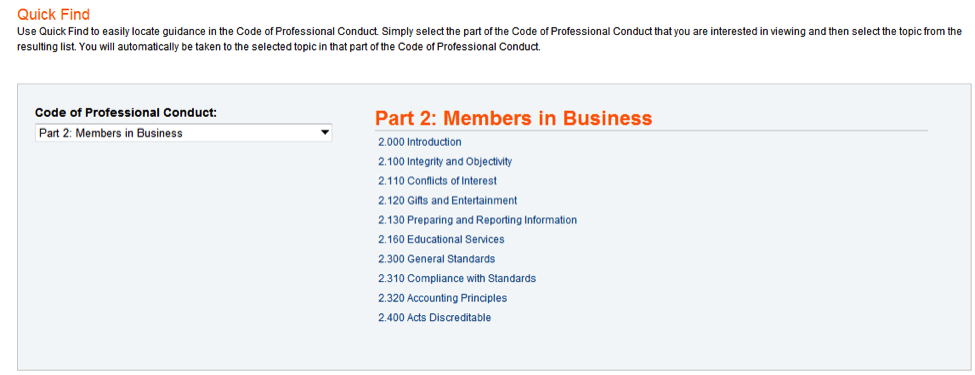 Quick Find
Use Quick Find to easily locate guidance in the Code of Professional Conduct. Simply select the part of the Code of Professional Conduct that you are interested in viewing and then select the topic from the
resulting list. You will automatically be taken to the selected topic in that part of the Code of Professional Conduct.
Code of Professional Conduct:
Part 2: Members in Business
Part 2: Members in Business
2.000 Introduction
2.100 Integrity and Objectivity
2.110 Conflicts of Interest
2.120 Gifts and Entertainment
2.130 Preparing and Reporting Information
2.160 Educational Services
2.300 General Standards
2.310 Compliance with Standards
2.320 Accounting Principles
2.400 Acts Discreditable